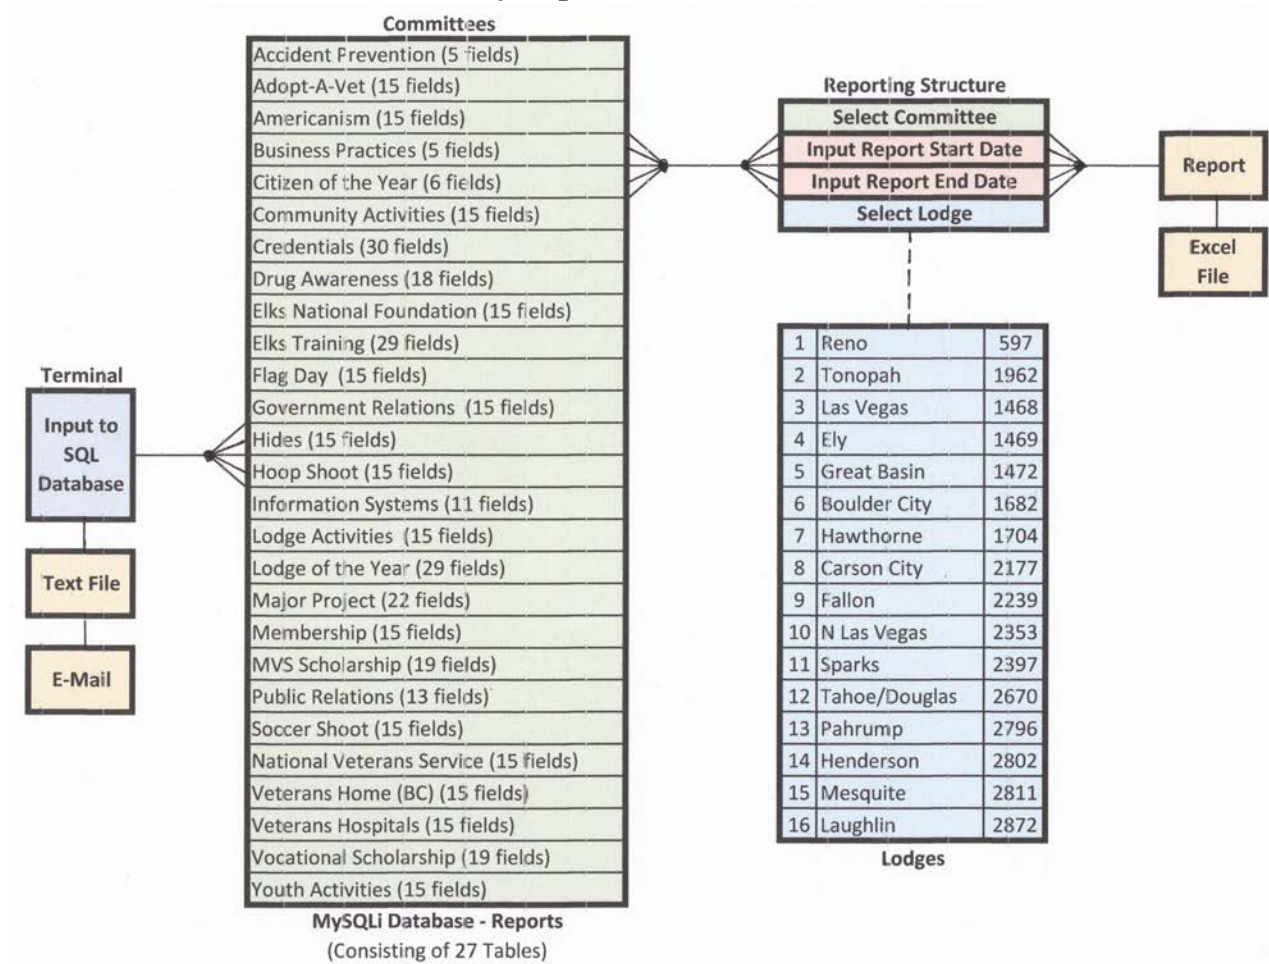 Committees
Accident Prevention (5 fields)
Adopt-A-Vet (15 fields)
Americanism (15 fields)
Business Practices (5 fields)
Citizen of the Year (6 fields)
Community Activities (15 fields)
Credentials (30 fields)
Drug Awareness (18 fields)
Elks National Foundation (15 fields)
Elks Training (29 fields)
Flag Day (15 fields)
Government Relations (15 fields)
Hides (15 fields)
Hoop Shoot (15 fields)
Information Systems (11 fields)
Lodge Activities (15 fields)
Lodge of the Year (29 fields)
Major Project (22 fields)
Membership (15 fields)
MVS Scholarship (19 fields)
Public Relations (13 fields)
Soccer Shoot (15 fields)
National Veterans Service (15 fields)
Veterans Home (BC) (15 fields)
Veterans Hospitals (15 fields)
Vocational Scholarship (19 fields)
Youth Activities (15 fields)
MySQLi Database - Reports
(Consisting of 27 Tables)
Terminal
Input to
SQL
Database
Text File
E-Mail
Reporting Structure
Select Committee
Input Report Start Date
Input Report End Date
Select Lodge
Report
Excel
File
1 Reno 597
2 Tonopah 1962
3 Las Vegas 1468
4 Ely 1469
5 Great Basin 1472
6 Boulder City 1682
7 Hawthorne 1704
8 Carson City 2177
9 Fallon 2239
10 N Las Vegas 2353
11 Sparks 2397
12 Tahoe/Douglas 2670
13 Pahrump 2796
14 Henderson 2802
15 Mesquite 2811
16 Laughlin 2872
Lodges